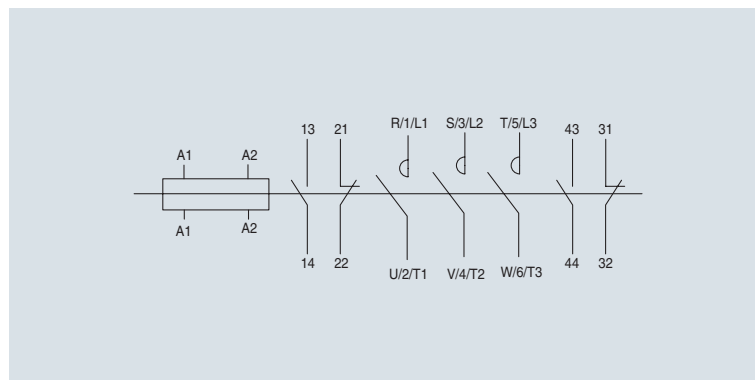 R/1/L1 S/3/L2 T/5/L3
13 21 43 31
A1 A2
A1 A2
14 22 44 32
U/2/T1 V/4/T2 W/6/T3